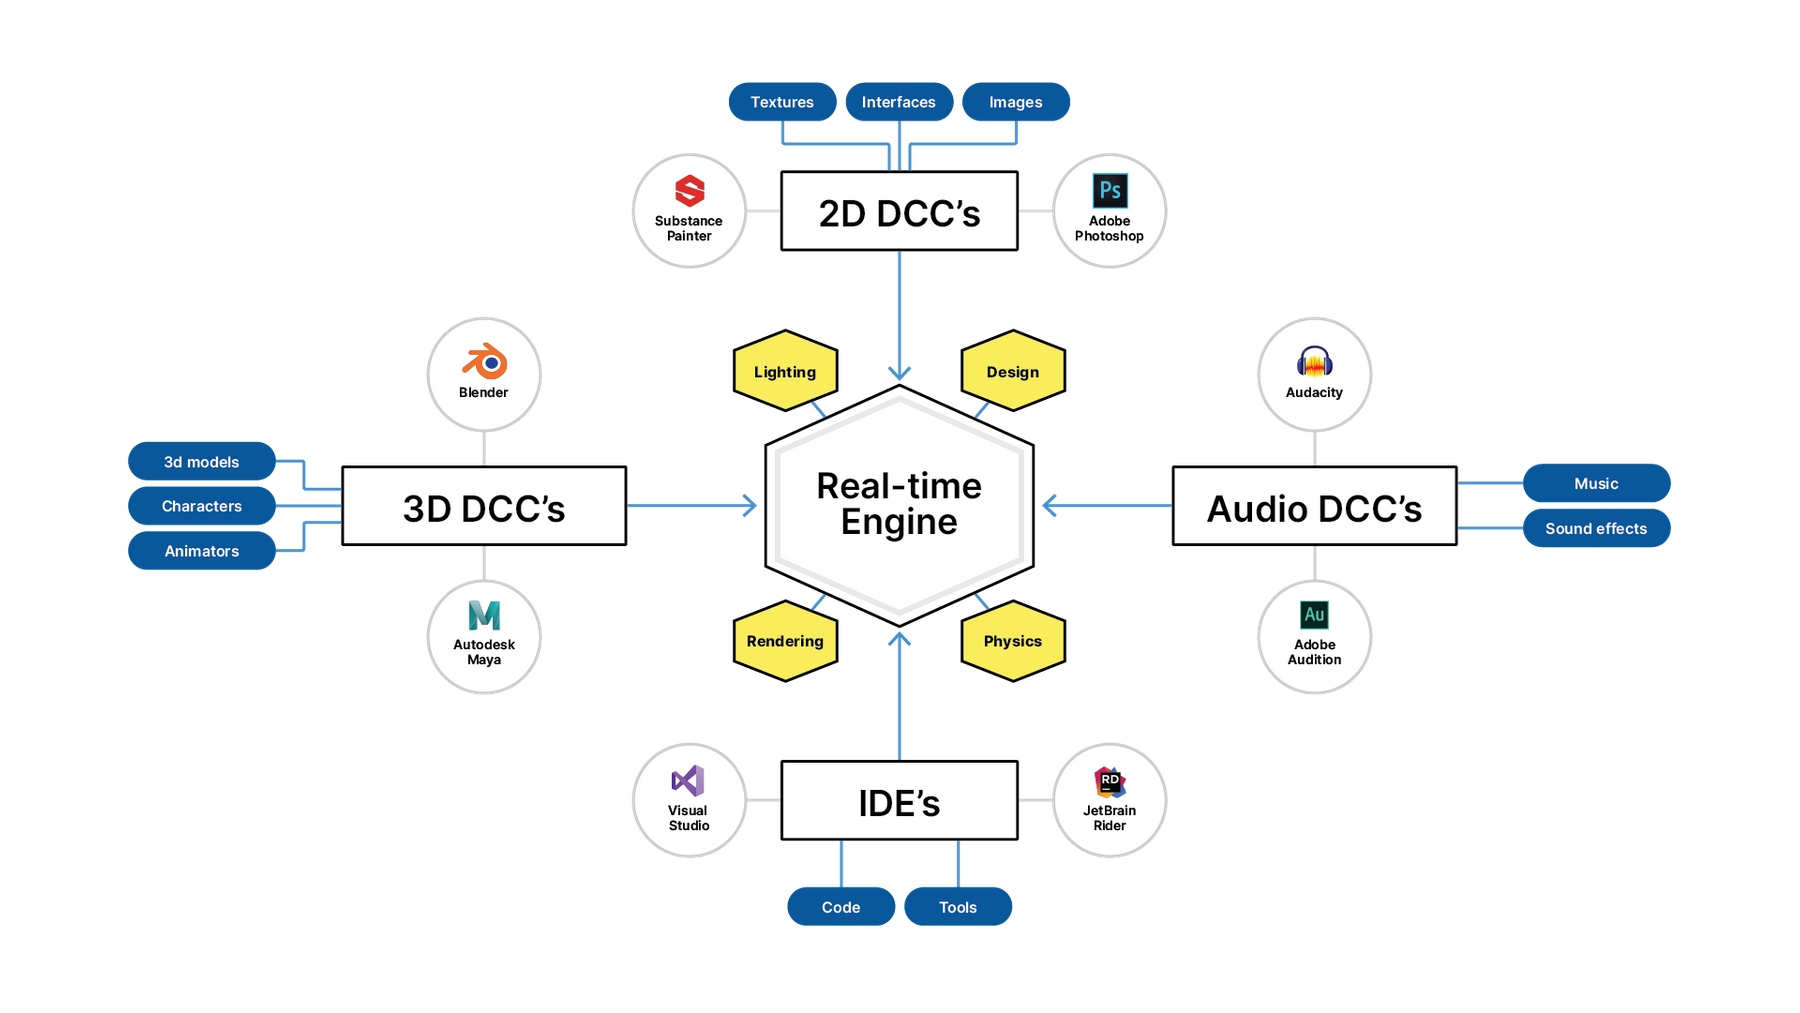 Textures
Interfaces
Images
Substance
Painter
2D DCC’s
Ps
Adobe
Photoshop
Lighting
Design
Blender
Audacity
3d models
Characters
Animators
3D DCC’s
Real-time
Engine
Audio DCC’s
Music
Sound effects
Autodesk
Maya
Rendering
Physics
Au
Adobe
Audition
Visual
Studio
IDE’s
RD
JetBrain
Rider
Code
Tools